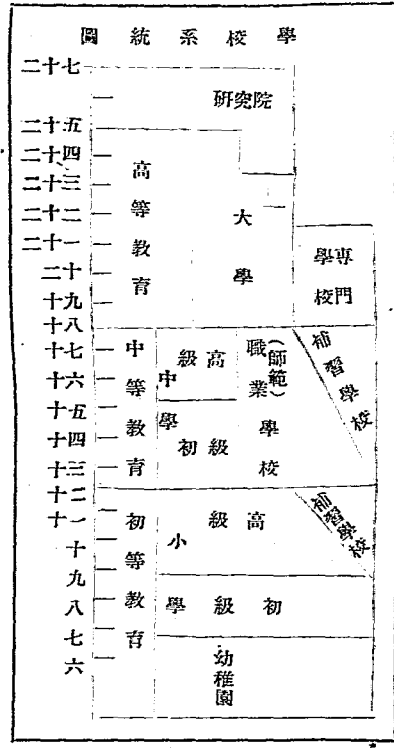 學校系統圖
二十七
二十五
二十四
二十三
二十二
二十一
二十
十九
十八
十七
十六
十五
十四
十三
十二
十一
十
九
八
七
六
研究院
高等教育
大學
專門
學校
中等教育
高級
中學
初級
職業學校
(師範)
補習學校
初等教育
高級
小學
初級
補習學校
幼稚園